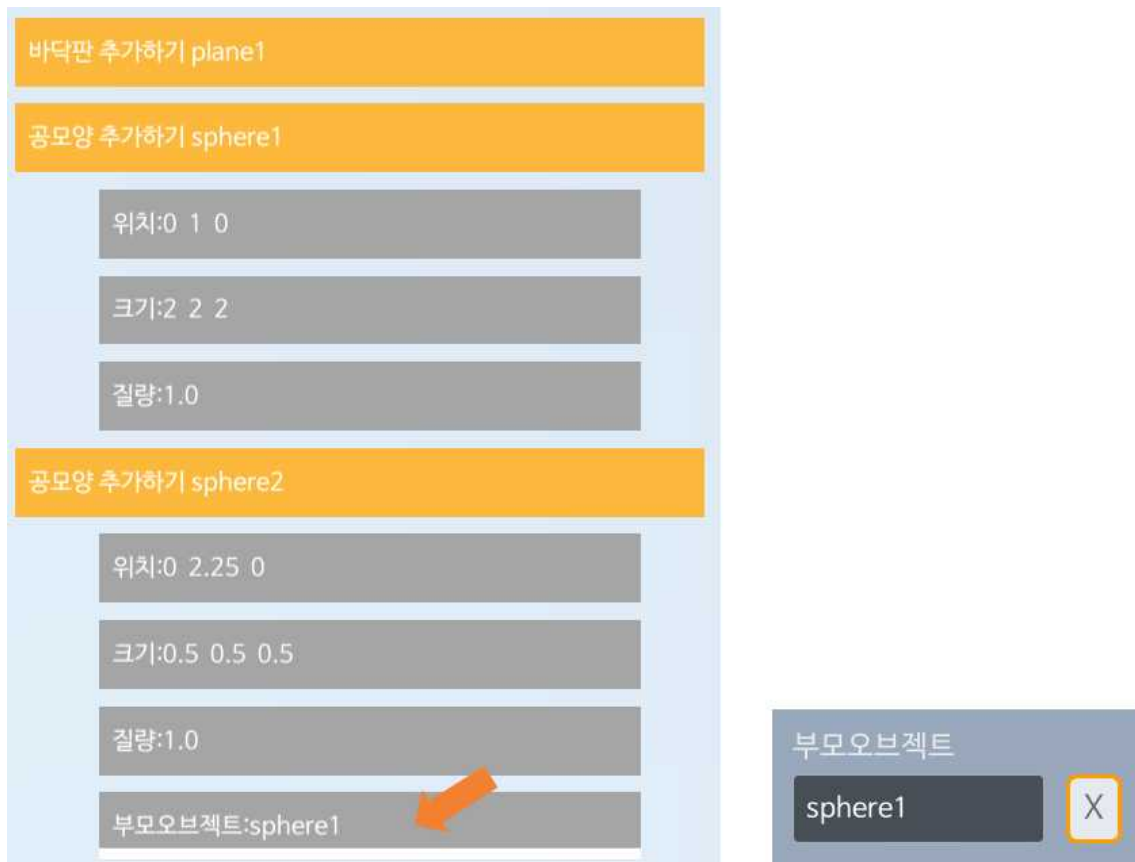 바닥판 추가하기 plane1
공모양 추가하기 sphere1
위치:0 1 0
크기:2 2 2
질량:1.0
공모양 추가하기 sphere2
위치:0 2.25 0
크기:0.5 0.5 0.5
질량:1.0
부모오브젝트:sphere1
부모오브젝트
sphere1 X